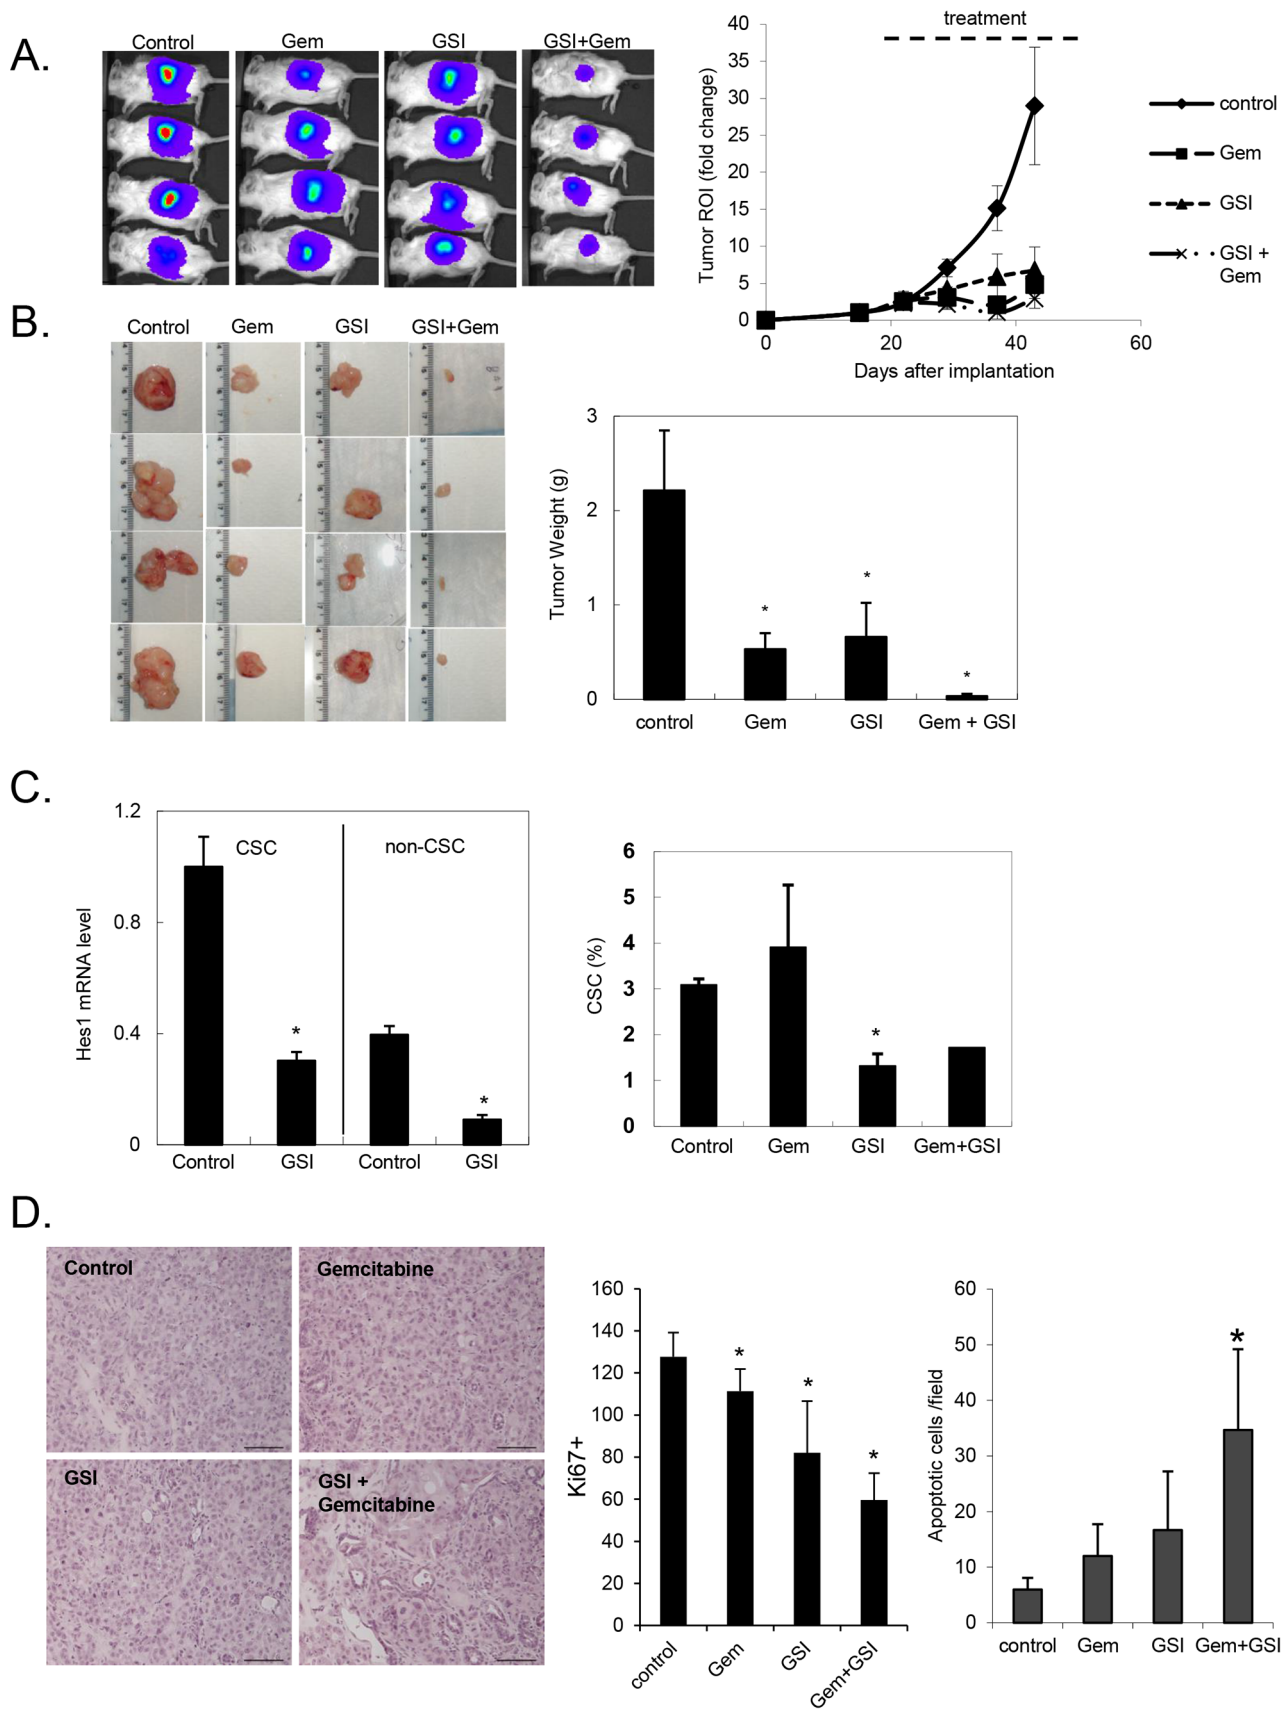 A.
Control Gem GSI GSI+Gem
treatment
40
35
30
25
20
15
10
5
0
Tumor ROI (fold change)
0 20 40 60
Days after implantation
control
Gem
GSI
GSI +
Gem
B.
Control Gem GSI GSI+Gem
3
2
1
0
Tumor Weight (g)
*
*
*
control Gem GSI Gem + GSI
C.
1.2
0.8
0.4
0
Hes1 mRNA level
CSC non-CSC
*
*
Control GSI Control GSI
6
5
4
3
2
1
0
CSC (%)
*
Control Gem GSI Gem+GSI
D.
Control
Gemcitabine
GSI
GSI +
Gemcitabine
160
140
120
100
80
60
40
20
0
Ki67+
*
*
*
control Gem GSI Gem+GSI
60
50
40
30
20
10
0
Apoptotic cells /field
*
control Gem GSI Gem+GSI